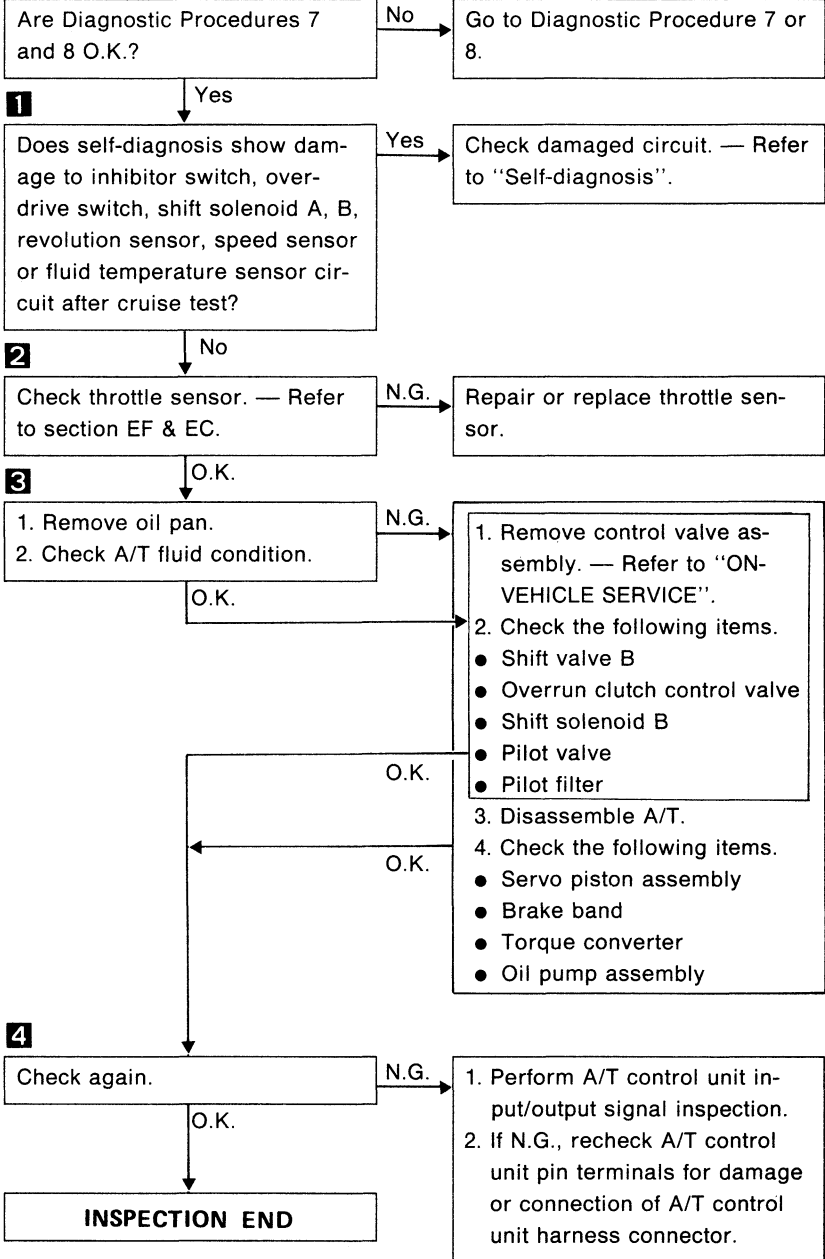 Are Diagnostic Procedures 7
and 8 O.K.?
No
Go to Diagnostic Procedure 7 or
8.
Yes
1
Does self-diagnosis show dam-
age to inhibitor switch, over-
drive switch, shift solenoid A, B,
revolution sensor, speed sensor
or fluid temperature sensor cir-
cuit after cruise test?
Yes
Check damaged circuit. — Refer
to "Self-diagnosis".
No
2
Check throttle sensor. — Refer
to section EF & EC.
N.G.
Repair or replace throttle sen-
sor.
O.K.
3
1. Remove oil pan.
2. Check A/T fluid condition.
N.G.
O.K.
1. Remove control valve as-
sembly. — Refer to "ON-
VEHICLE SERVICE".
2. Check the following items.
● Shift valve B
● Overrun clutch control valve
● Shift solenoid B
● Pilot valve
● Pilot filter
O.K.
3. Disassemble A/T.
4. Check the following items.
● Servo piston assembly
● Brake band
● Torque converter
● Oil pump assembly
O.K.
4
Check again.
N.G.
1. Perform A/T control unit in-
put/output signal inspection.
2. If N.G., recheck A/T control
unit pin terminals for damage
or connection of A/T control
unit harness connector.
O.K.
INSPECTION END